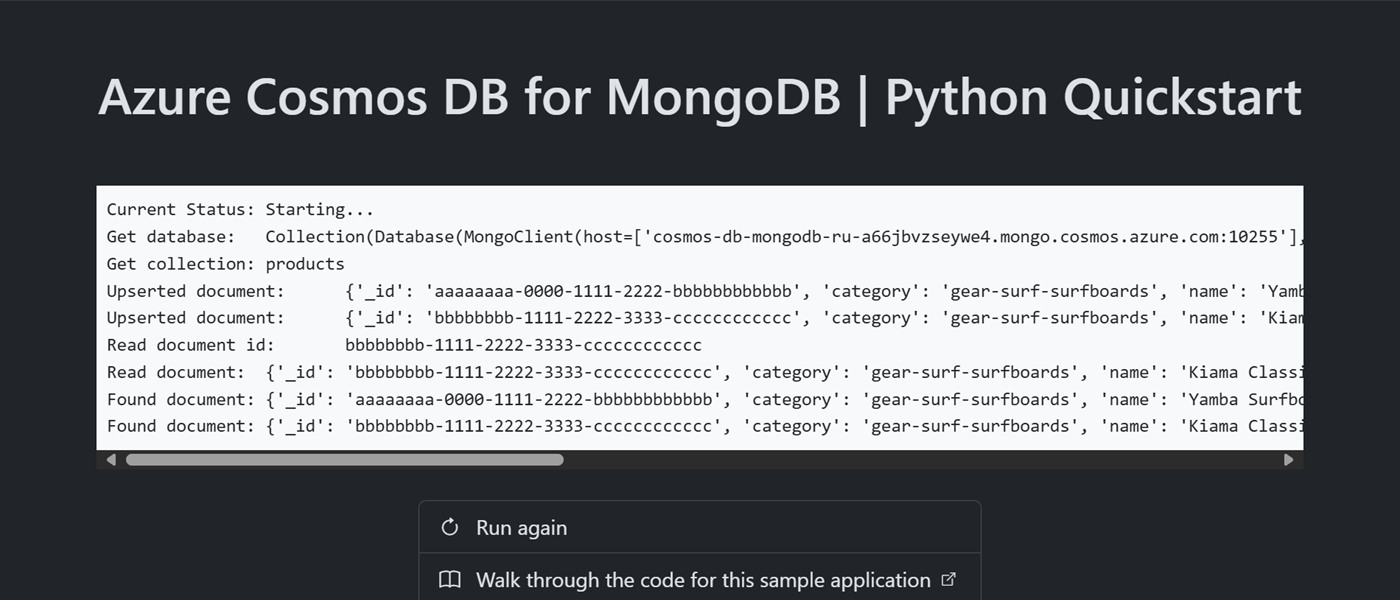 Azure Cosmos DB for MongoDB | Python Quickstart
Current Status: Starting...
Get database:   Collection(Database(MongoClient(host=['cosmos-db-mongodb-ru-a66jbvzseywe4.mongo.cosmos.azure.com:10255'],
Get collection: products
Upserted document:      {'_id': 'aaaaaaaa-0000-1111-2222-bbbbbbbbbbbb', 'category': 'gear-surf-surfboards', 'name': 'Yamb
Upserted document:      {'_id': 'bbbbbbbb-1111-2222-3333-cccccccccccc', 'category': 'gear-surf-surfboards', 'name': 'Kiam
Read document id:       bbbbbbbb-1111-2222-3333-cccccccccccc
Read document:  {'_id': 'bbbbbbbb-1111-2222-3333-cccccccccccc', 'category': 'gear-surf-surfboards', 'name': 'Kiama Classi
Found document: {'_id': 'aaaaaaaa-0000-1111-2222-bbbbbbbbbbbb', 'category': 'gear-surf-surfboards', 'name': 'Yamba Surfbo
Found document: {'_id': 'bbbbbbbb-1111-2222-3333-cccccccccccc', 'category': 'gear-surf-surfboards', 'name': 'Kiama Classi
Run again
Walk through the code for this sample application